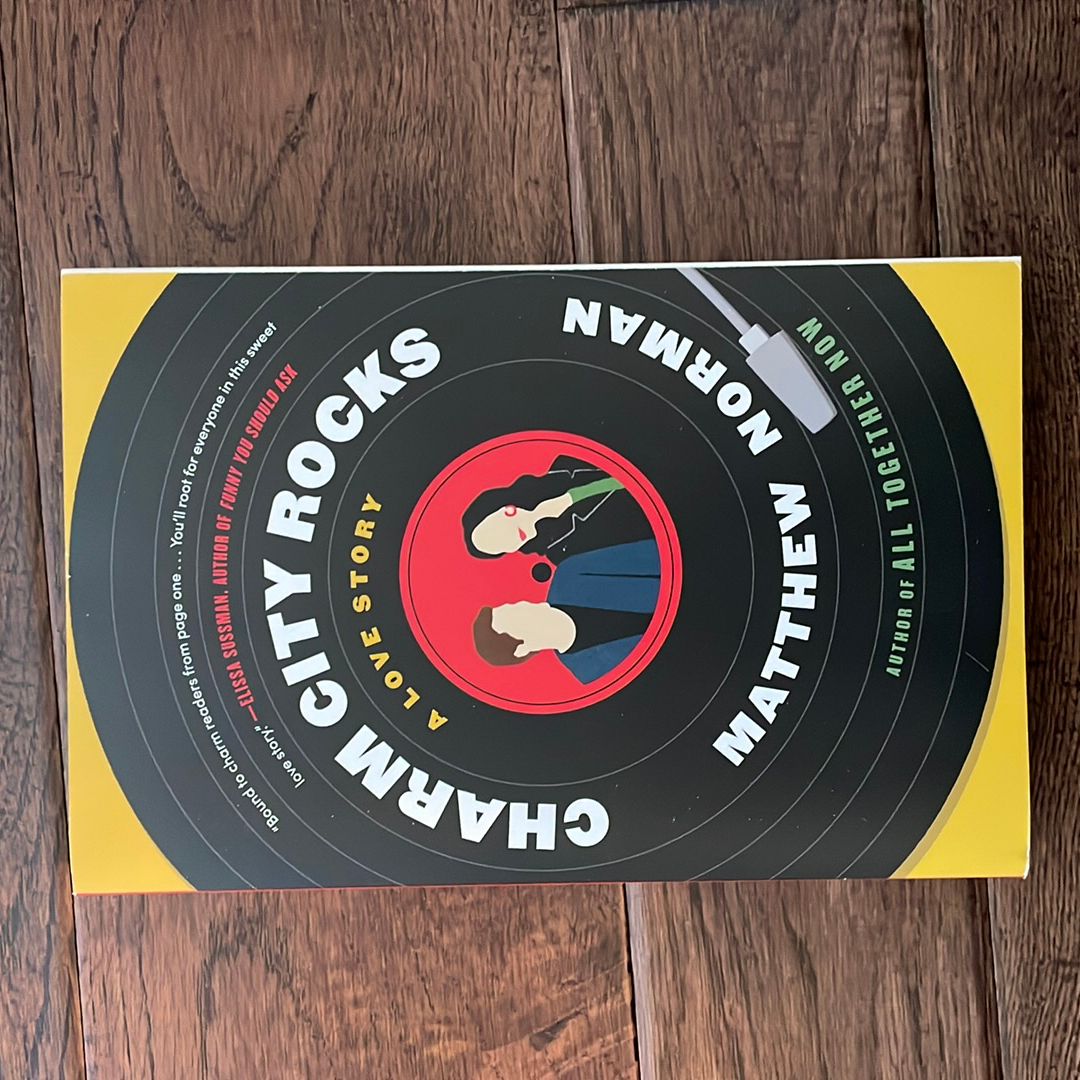 "Bound to charm readers from page one . . . You'll root for everyone in this sweet
love story."—ELISSA SUSSMAN, AUTHOR OF FUNNY YOU SHOULD ASK
CHARM CITY ROCKS
A LOVE STORY
MATTHEW NORMAN
AUTHOR OF ALL TOGETHER NOW